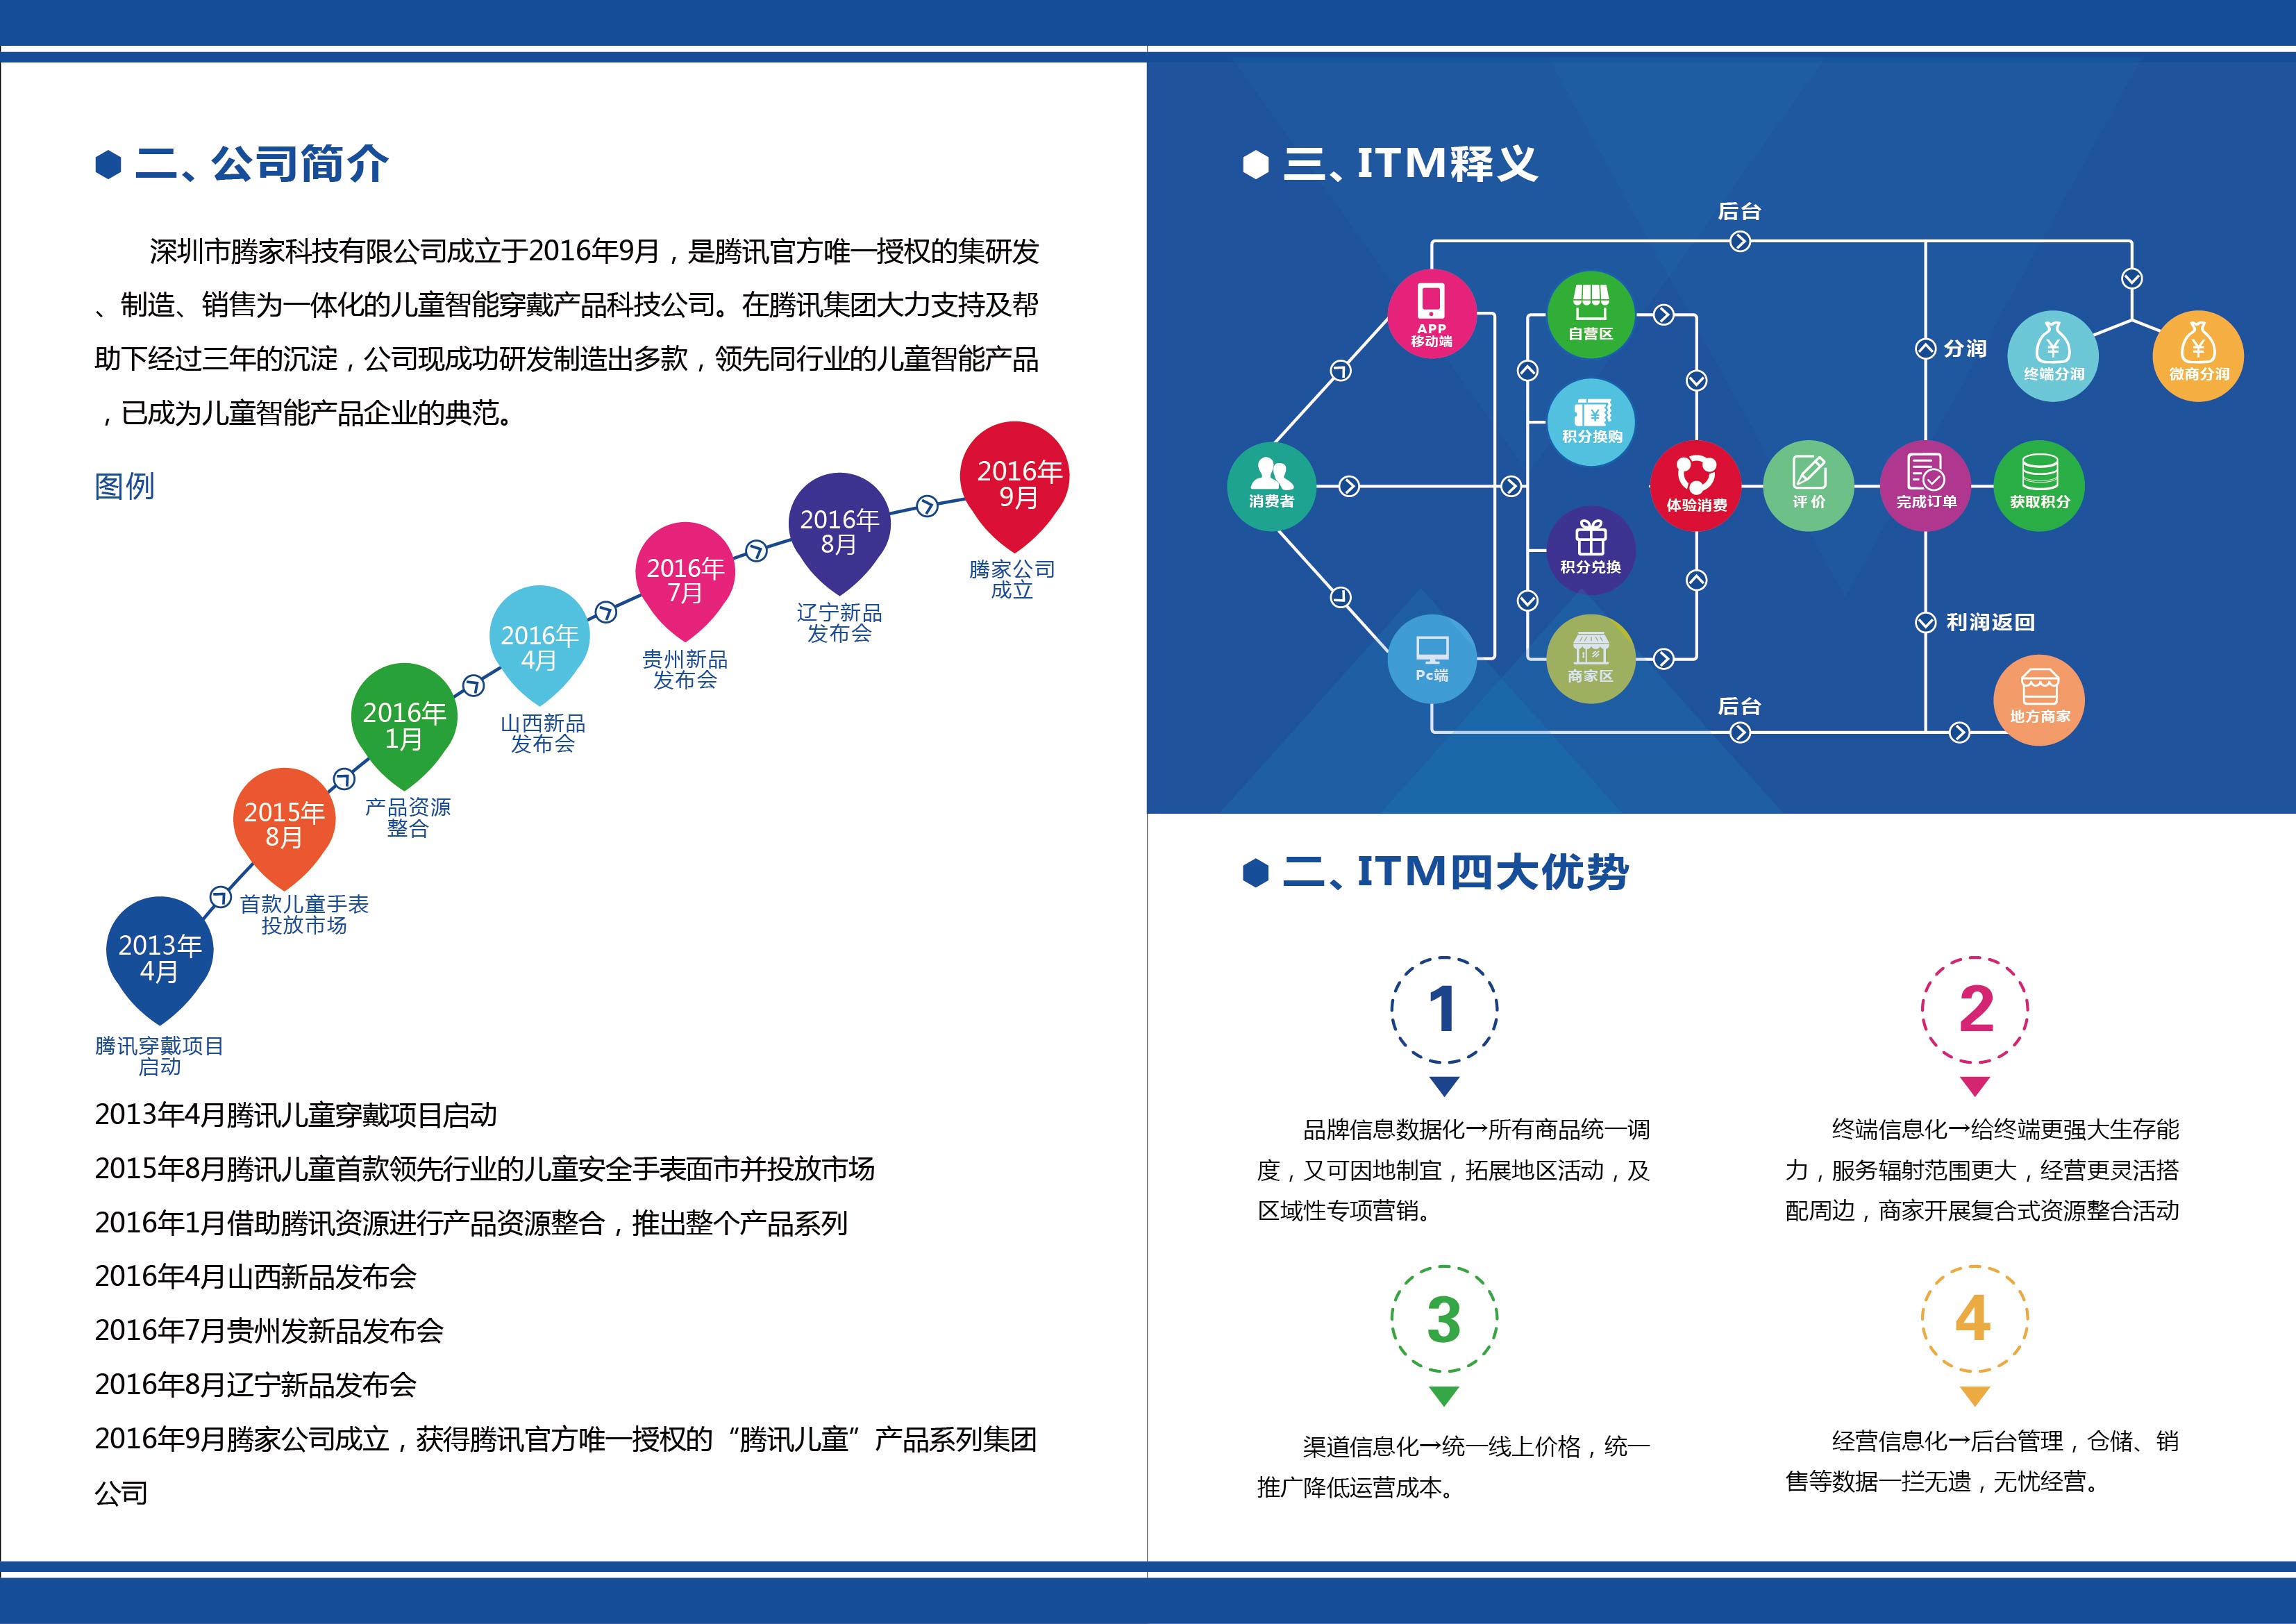 二、公司简介
深圳市腾家科技有限公司成立于2016年9月，是腾讯官方唯一授权的集研发
、制造、销售为一体化的儿童智能穿戴产品科技公司。在腾讯集团大力支持及帮
助下经过三年的沉淀，公司现成功研发制造出多款，领先同行业的儿童智能产品
，已成为儿童智能产品企业的典范。
图例
2016年
9月
腾家公司
成立
2016年
8月
辽宁新品
发布会
2016年
7月
贵州新品
发布会
2016年
4月
山西新品
发布会
2016年
1月
产品资源
整合
2015年
8月
首款儿童手表
投放市场
2013年
4月
腾讯穿戴项目
启动
2013年4月腾讯儿童穿戴项目启动
2015年8月腾讯儿童首款领先行业的儿童安全手表面市并投放市场
2016年1月借助腾讯资源进行产品资源整合，推出整个产品系列
2016年4月山西新品发布会
2016年7月贵州发新品发布会
2016年8月辽宁新品发布会
2016年9月腾家公司成立，获得腾讯官方唯一授权的“腾讯儿童”产品系列集团
公司
三、ITM释义
后台
APP
移动端
自营区
分润
终端分润
微商分润
积分换购
消费者
体验消费
评价
完成订单
获取积分
积分兑换
利润返回
Pc端
商家区
后台
地方商家
二、ITM四大优势
1
品牌信息数据化→所有商品统一调
度，又可因地制宜，拓展地区活动，及
区域性专项营销。
2
终端信息化→给终端更强大生存能
力，服务辐射范围更大，经营更灵活搭
配周边，商家开展复合式资源整合活动
3
渠道信息化→统一线上价格，统一
推广降低运营成本。
4
经营信息化→后台管理，仓储、销
售等数据一拦无遗，无忧经营。